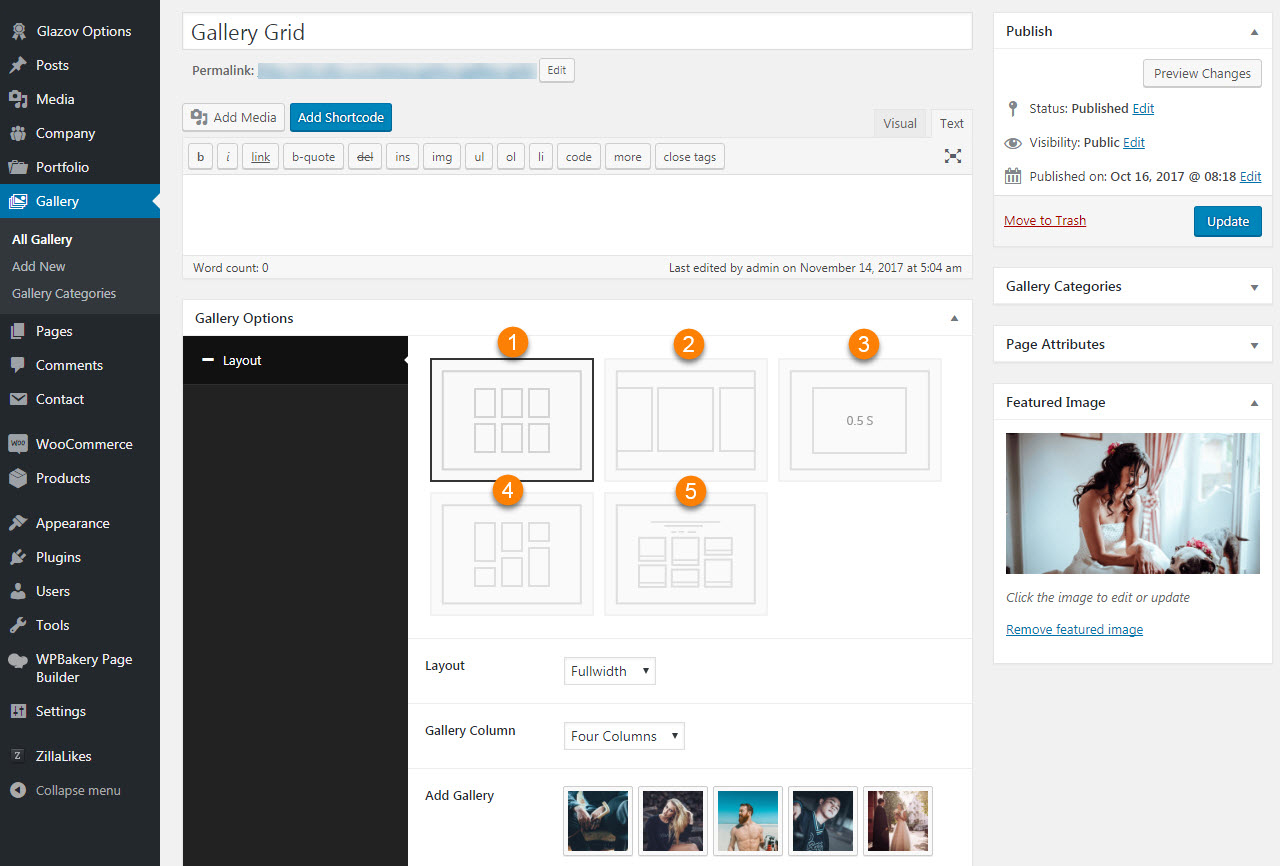 Glazov Options
Posts
Media
Company
Portfolio
Gallery
All Gallery
Add New
Gallery Categories
Pages
Comments
Contact
WOO WooCommerce
Products
Appearance
Plugins
Users
Tools
WPBakery Page
Builder
Settings
Z ZillaLikes
Collapse menu
Gallery Grid
Permalink: Edit
Add Media Add Shortcode
Visual Text
b i link b-quote del ins img ul ol li code more close tags
Word count: 0 Last edited by admin on November 14, 2017 at 5:04 am
Gallery Options
Layout
1 2 3
0.5 S
4 5
Layout Fullwidth
Gallery Column Four Columns
Add Gallery
Publish
Preview Changes
Status: Published Edit
Visibility: Public Edit
Published on: Oct 16, 2017 @ 08:18 Edit
Move to Trash Update
Gallery Categories
Page Attributes
Featured Image
Click the image to edit or update
Remove featured image